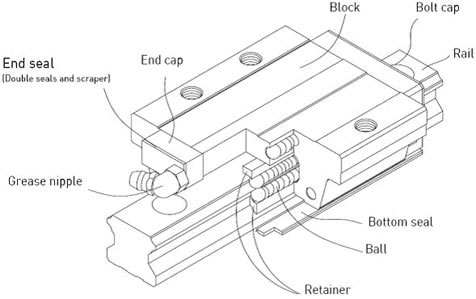 Block
Bolt cap
Rail
End cap
End seal
(Double seals and scraper)
Grease nipple
Bottom seal
Ball
Retainer